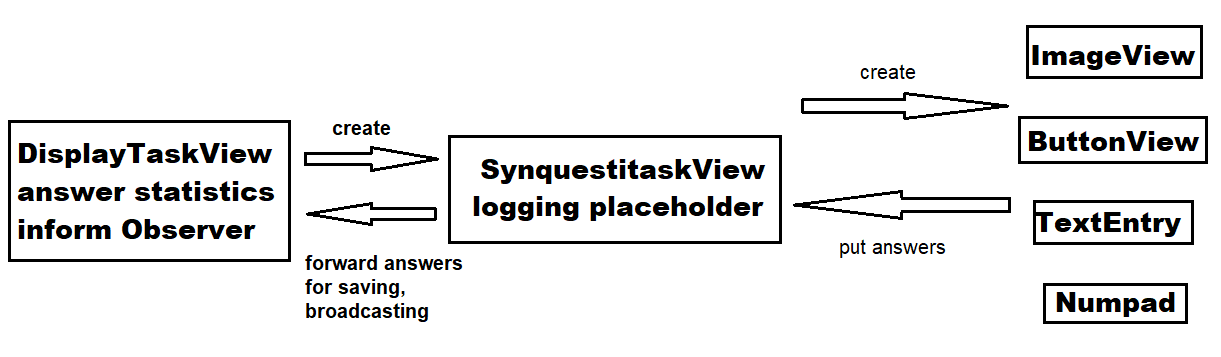 DisplayTaskView
answer statistics
inform Observer
create
forward answers
for saving,
broadcasting
SynquestitaskView
logging placeholder
create
put answers
ImageView
ButtonView
TextEntry
Numpad